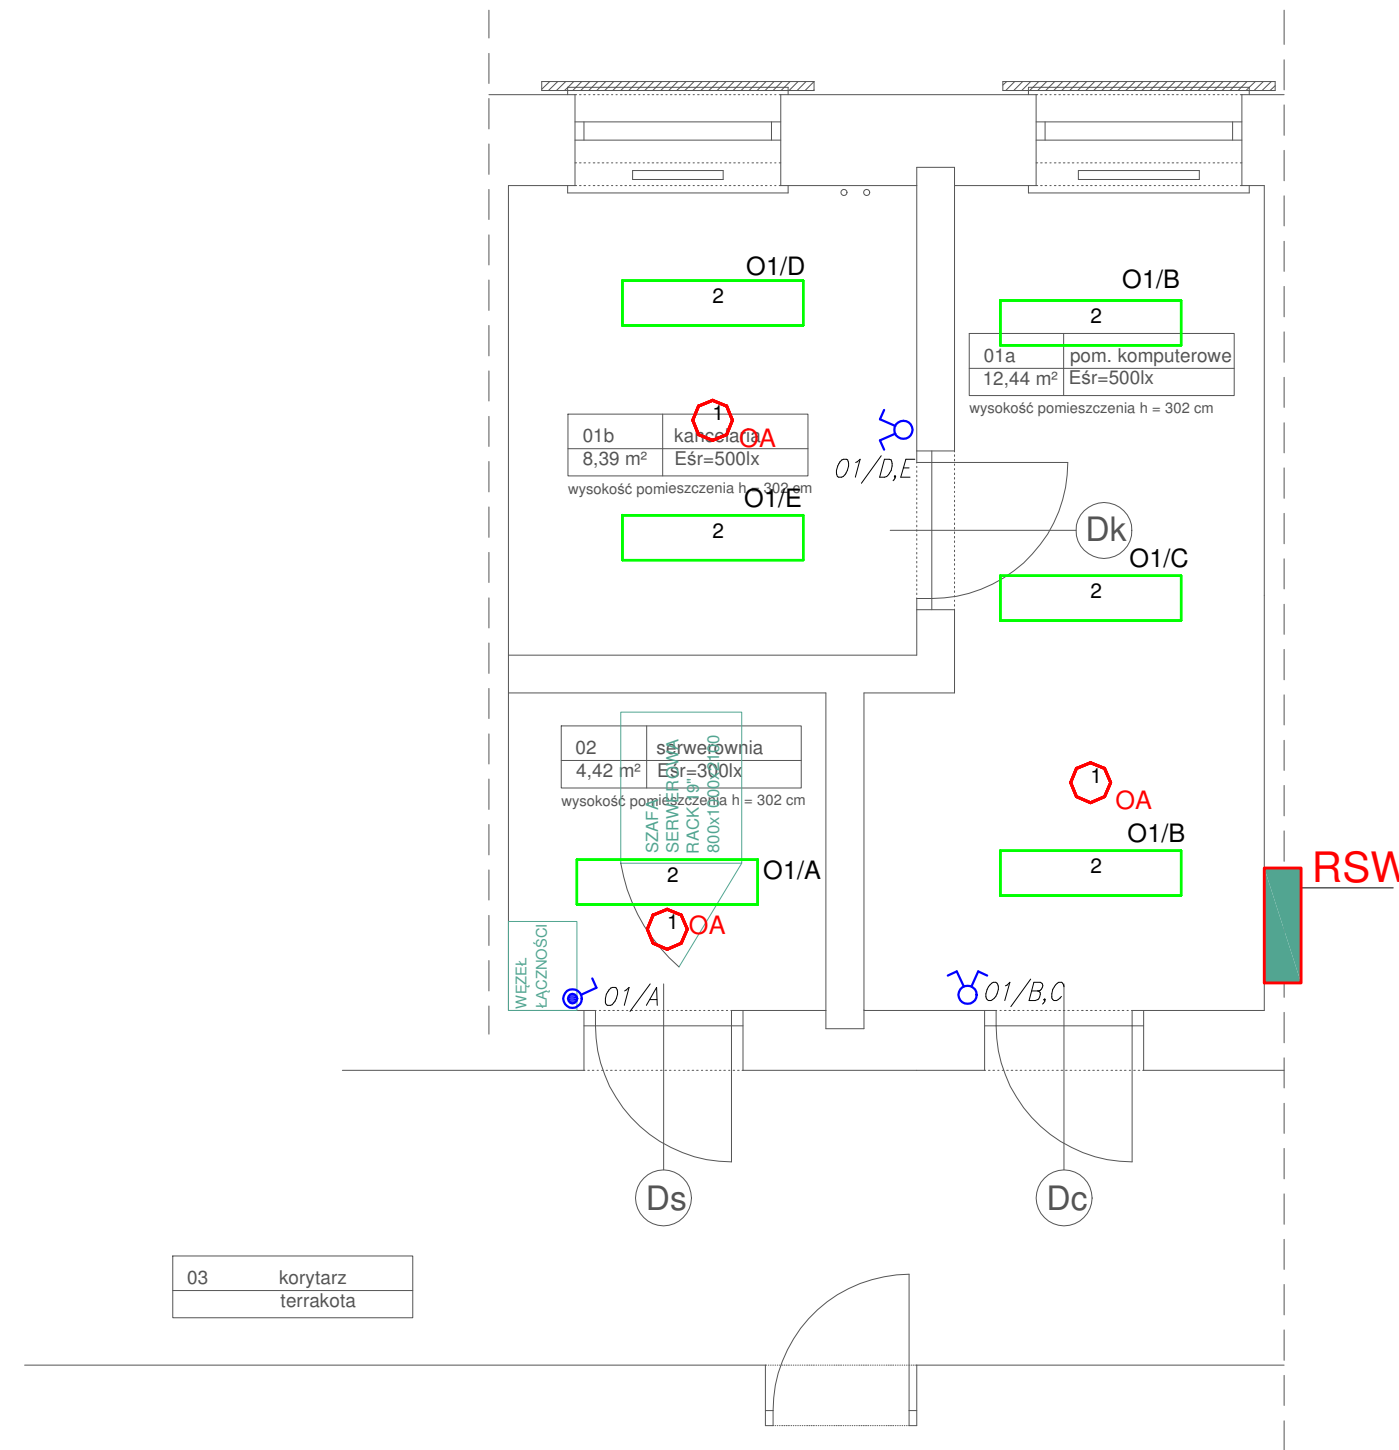 O1/D
2
O1/B
2
01a pom. komputerowe
12,44 m² Eśr=500lx
wysokość pomieszczenia h = 302 cm
1
OA
01b kancelaria
8,39 m² Eśr=500lx
wysokość pomieszczenia h = 302 cm
O1/D,E
O1/E
2
Dk
O1/C
2
02 serwerownia
4,42 m² Eśr=300lx
wysokość pomieszczenia h = 302 cm
SZAFA
SERWEROWA
RACK 19"
800x1000x2100
1
OA
O1/B
2
RSW
O1/A
2
1
OA
WĘZEŁ
ŁĄCZNOŚCI
O1/A
O1/B,C
Ds
Dc
03 korytarz
terrakota